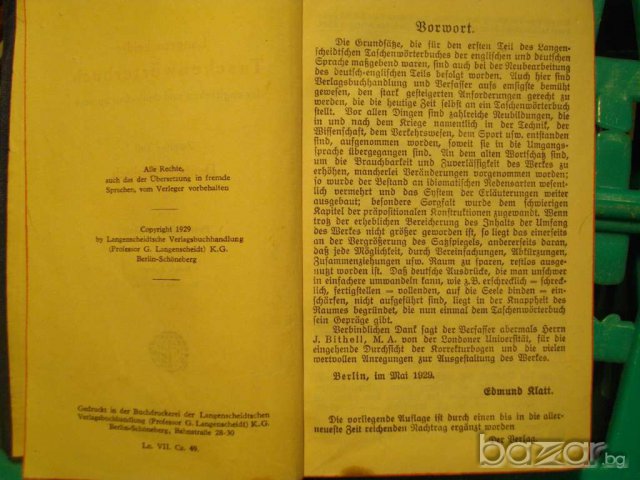 Alle Rechte,
auch das der Übersetzung in fremde
Sprachen, vom Verleger vorbehalten
Copyright 1929
by Langenscheidtsche Verlagsbuchhandlung
(Professor G. Langenscheidt) K.G.
Berlin-Schöneberg
Gedruckt in der Buchdruckerei der Langenscheidtschen
Verlagsbuchhandlung (Professor G. Langenscheidt) K.G.
Berlin-Schöneberg, Bahnstraße 28-30
Lc. VII. Ca. 49.
Vorwort.
Die Grundsätze, die für den ersten Teil des Langen-
scheidtschen Taschenwörterbuches der englischen und deutschen
Sprache maßgebend waren, sind auch bei der Neubearbeitung
des deutsch-englischen Teils befolgt worden. Auch hier sind
Verlagsbuchhandlung und Verfasser aufs emsigste bemüht
gewesen, den stark gesteigerten Anforderungen gerecht zu
werden, die die heutige Zeit selbst an ein Taschenwörterbuch
stellt. Vor allen Dingen sind zahlreiche Neubildungen, die
in und nach dem Kriege namentlich in der Technik, der
Wissenschaft, dem Verkehrswesen, dem Sport usw. entstanden
sind, aufgenommen worden, soweit sie in die Umgangs-
sprache übergegangen sind. An dem alten Wortschatz sind,
um die Brauchbarkeit und Zuverlässigkeit des Werkes zu
erhöhen, mancherlei Veränderungen vorgenommen worden;
so wurde der Bestand an idiomatischen Redensarten wesent-
lich vermehrt und das System der Erläuterungen weiter
ausgebaut; besondere Sorgfalt wurde dem schwierigen
Kapitel der präpositionalen Konstruktionen zugewandt. Wenn
trotz der erheblichen Bereicherung des Inhalts der Umfang
des Werkes nicht größer geworden ist, so liegt das einerseits
an der Vergrößerung des Satzspiegels, andererseits daran,
daß jede Möglichkeit, durch Vereinfachungen, Abkürzungen,
Zusammenziehungen usw. Raum zu sparen, restlos ausge-
nutzt worden ist. Daß deutsche Ausdrücke, die man unschwer
in einfachere umwandeln kann, wie z.B. erschrecklich = schreck-
lich, fertigstellen = vollenden, auf die Seele binden = ein-
schärfen, nicht aufgeführt sind, liegt in der Knappheit des
Raumes begründet, die nun einmal dem Taschenwörterbuch
sein Gepräge gibt.
Verbindlichen Dank sagt der Verfasser abermals Herrn
J. Bithell, M. A. von der Londoner Universität, für die
eingehende Durchsicht der Korrekturbogen und die vielen
wertvollen Anregungen zur Ausgestaltung des Werkes.
Berlin, im Mai 1929.
Edmund Klatt.
Die vorliegende Auflage ist durch einen bis in die aller-
neueste Zeit reichenden Nachtrag ergänzt worden
Der Verlag
bazar.bg